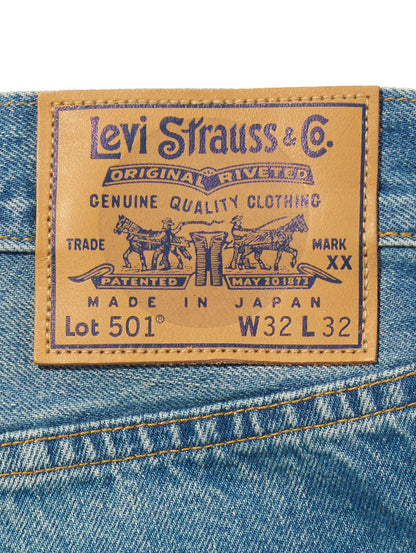 Levi Strauss & Co.
ORIGINAL RIVETED
GENUINE QUALITY CLOTHING
TRADE MARK
XX
PATENTED MAY 20 1873
MADE IN JAPAN
Lot 501® W32 L 32